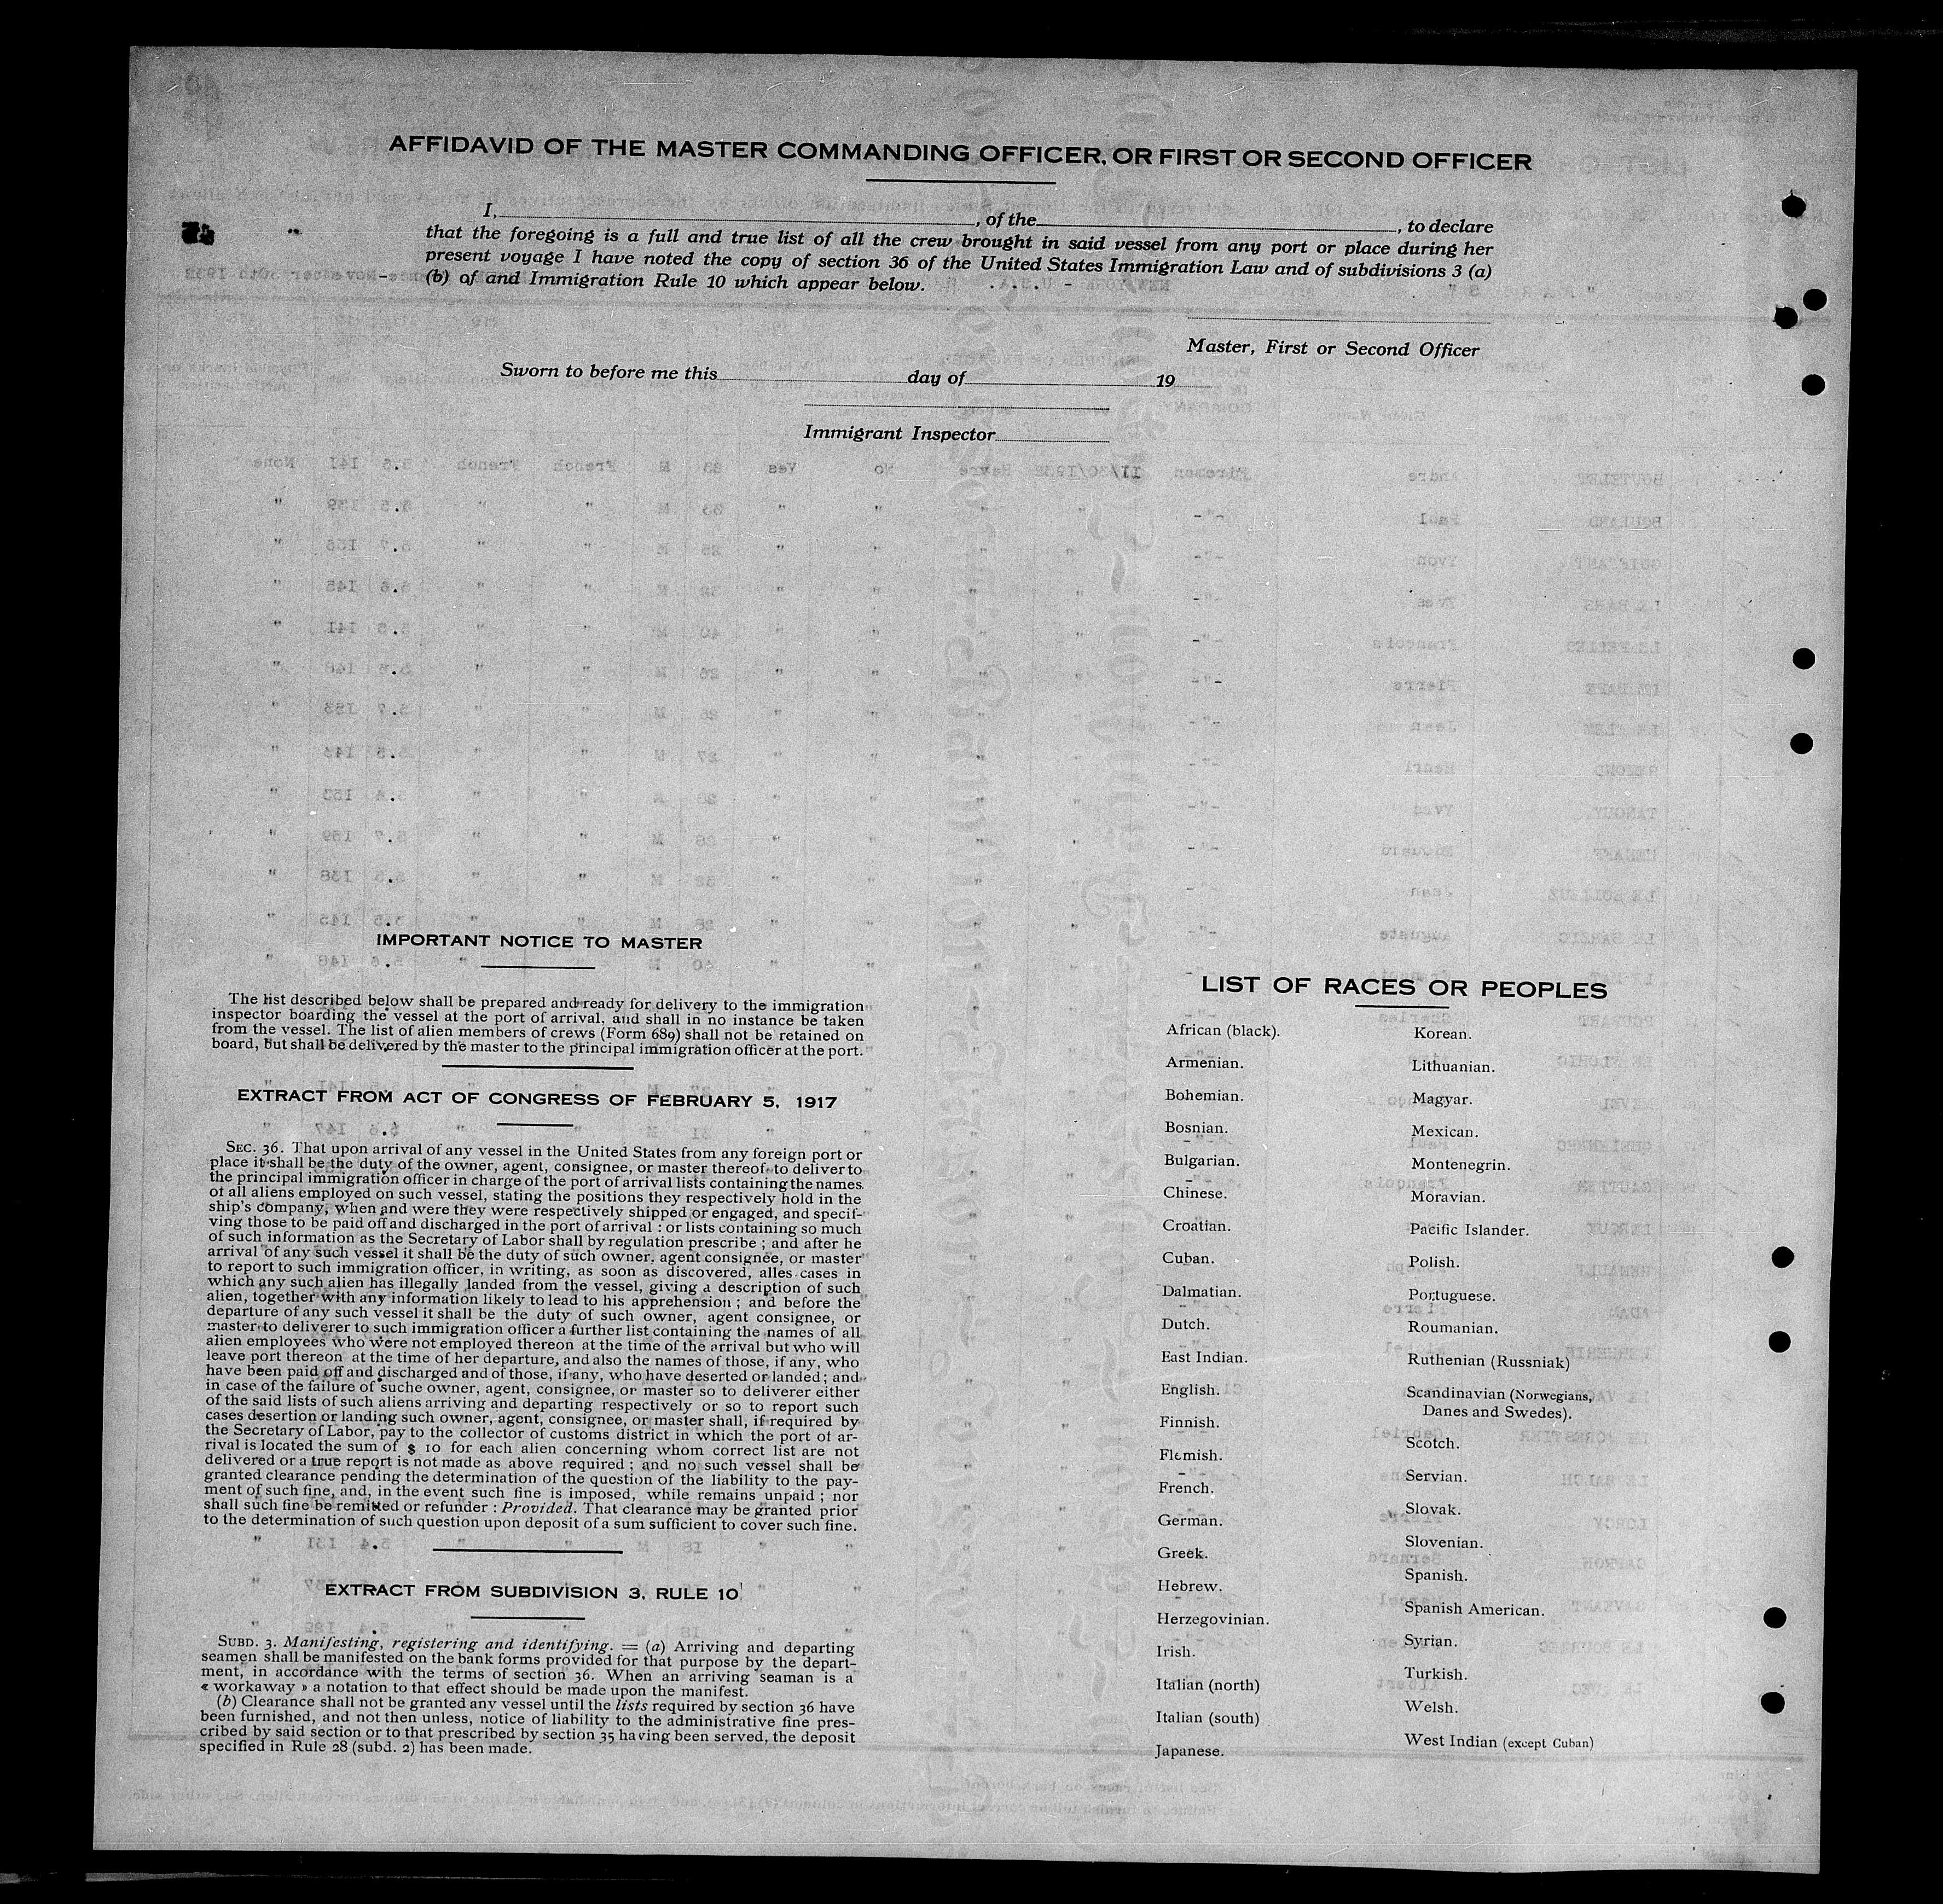 AFFIDAVID OF THE MASTER COMMANDING OFFICER, OR FIRST OR SECOND OFFICER
I, , of the , to declare
that the foregoing is a full and true list of all the crew brought in said vessel from any port or place during her
present voyage I have noted the copy of section 36 of the United States Immigration Law and of subdivisions 3 (a)
(b) of and Immigration Rule 10 which appear below.
Master, First or Second Officer
Sworn to before me this day of 19
Immigrant Inspector
IMPORTANT NOTICE TO MASTER
The list described below shall be prepared and ready for delivery to the immigration
inspector boarding the vessel at the port of arrival, and shall in no instance be taken
from the vessel. The list of alien members of crews (Form 689) shall not be retained on
board, but shall be delivered by the master to the principal immigration officer at the port.
EXTRACT FROM ACT OF CONGRESS OF FEBRUARY 5, 1917
SEC. 36. That upon arrival of any vessel in the United States from any foreign port or
place it shall be the duty of the owner, agent, consignee, or master thereof to deliver to
the principal immigration officer in charge of the port of arrival lists containing the names
of all aliens employed on such vessel, stating the positions they respectively hold in the
ship's company, when and were they were respectively shipped or engaged, and specif-
ving those to be paid off and discharged in the port of arrival : or lists containing so much
of such information as the Secretary of Labor shall by regulation prescribe ; and after he
arrival of any such vessel it shall be the duty of such owner, agent consignee, or master
to report to such immigration officer, in writing, as soon as discovered, alles cases in
which any such alien has illegally landed from the vessel, giving a description of such
alien, together with any information likely to lead to his apprehension ; and before the
departure of any such vessel it shall be the duty of such owner, agent consignee, or
master to deliverer to such immigration officer a further list containing the names of all
alien employees who were not employed thereon at the time of the arrival but who will
leave port thereon at the time of her departure, and also the names of those, if any, who
have been paid off and discharged and of those, if any, who have deserted or landed ; and
in case of the failure of suche owner, agent, consignee, or master so to deliverer either
of the said lists of such aliens arriving and departing respectively or so to report such
cases desertion or landing such owner, agent, consignee, or master shall, if required by
the Secretary of Labor, pay to the collector of customs district in which the port of ar-
rival is located the sum of $ 10 for each alien concerning whom correct list are not
delivered or a true report is not made as above required ; and no such vessel shall be
granted clearance pending the determination of the question of the liability to the pay-
ment of such fine, and, in the event such fine is imposed, while remains unpaid ; nor
shall such fine be remitted or refunder : Provided. That clearance may be granted prior
to the determination of such question upon deposit of a sum sufficient to cover such fine.
EXTRACT FROM SUBDIVISION 3, RULE 10
SUBD. 3. Manifesting, registering and identifying. = (a) Arriving and departing
seamen shall be manifested on the bank forms provided for that purpose by the depart-
ment, in accordance with the terms of section 36. When an arriving seaman is a
« workaway » a notation to that effect should be made upon the manifest.
(b) Clearance shall not be granted any vessel until the lists required by section 36 have
been furnished, and not then unless, notice of liability to the administrative fine pres-
cribed by said section or to that prescribed by section 35 having been served, the deposit
specified in Rule 28 (subd. 2) has been made.
LIST OF RACES OR PEOPLES
African (black).
Armenian.
Bohemian.
Bosnian.
Bulgarian.
Chinese.
Croatian.
Cuban.
Dalmatian.
Dutch.
East Indian.
English.
Finnish.
Flemish.
French.
German.
Greek.
Hebrew.
Herzegovinian.
Irish.
Italian (north)
Italian (south)
Japanese.
Korean.
Lithuanian.
Magyar.
Mexican.
Montenegrin.
Moravian.
Pacific Islander.
Polish.
Portuguese.
Roumanian.
Ruthenian (Russniak)
Scandinavian (Norwegians,
Danes and Swedes).
Scotch.
Servian.
Slovak.
Slovenian.
Spanish.
Spanish American.
Syrian.
Turkish.
Welsh.
West Indian (except Cuban)